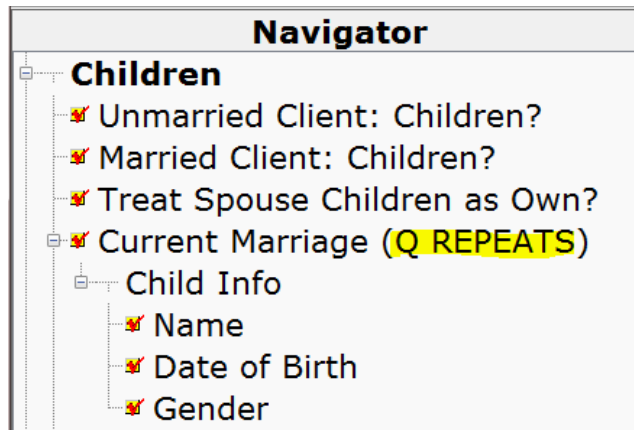 Navigator
Children
Unmarried Client: Children?
Married Client: Children?
Treat Spouse Children as Own?
Current Marriage (Q REPEATS)
Child Info
Name
Date of Birth
Gender